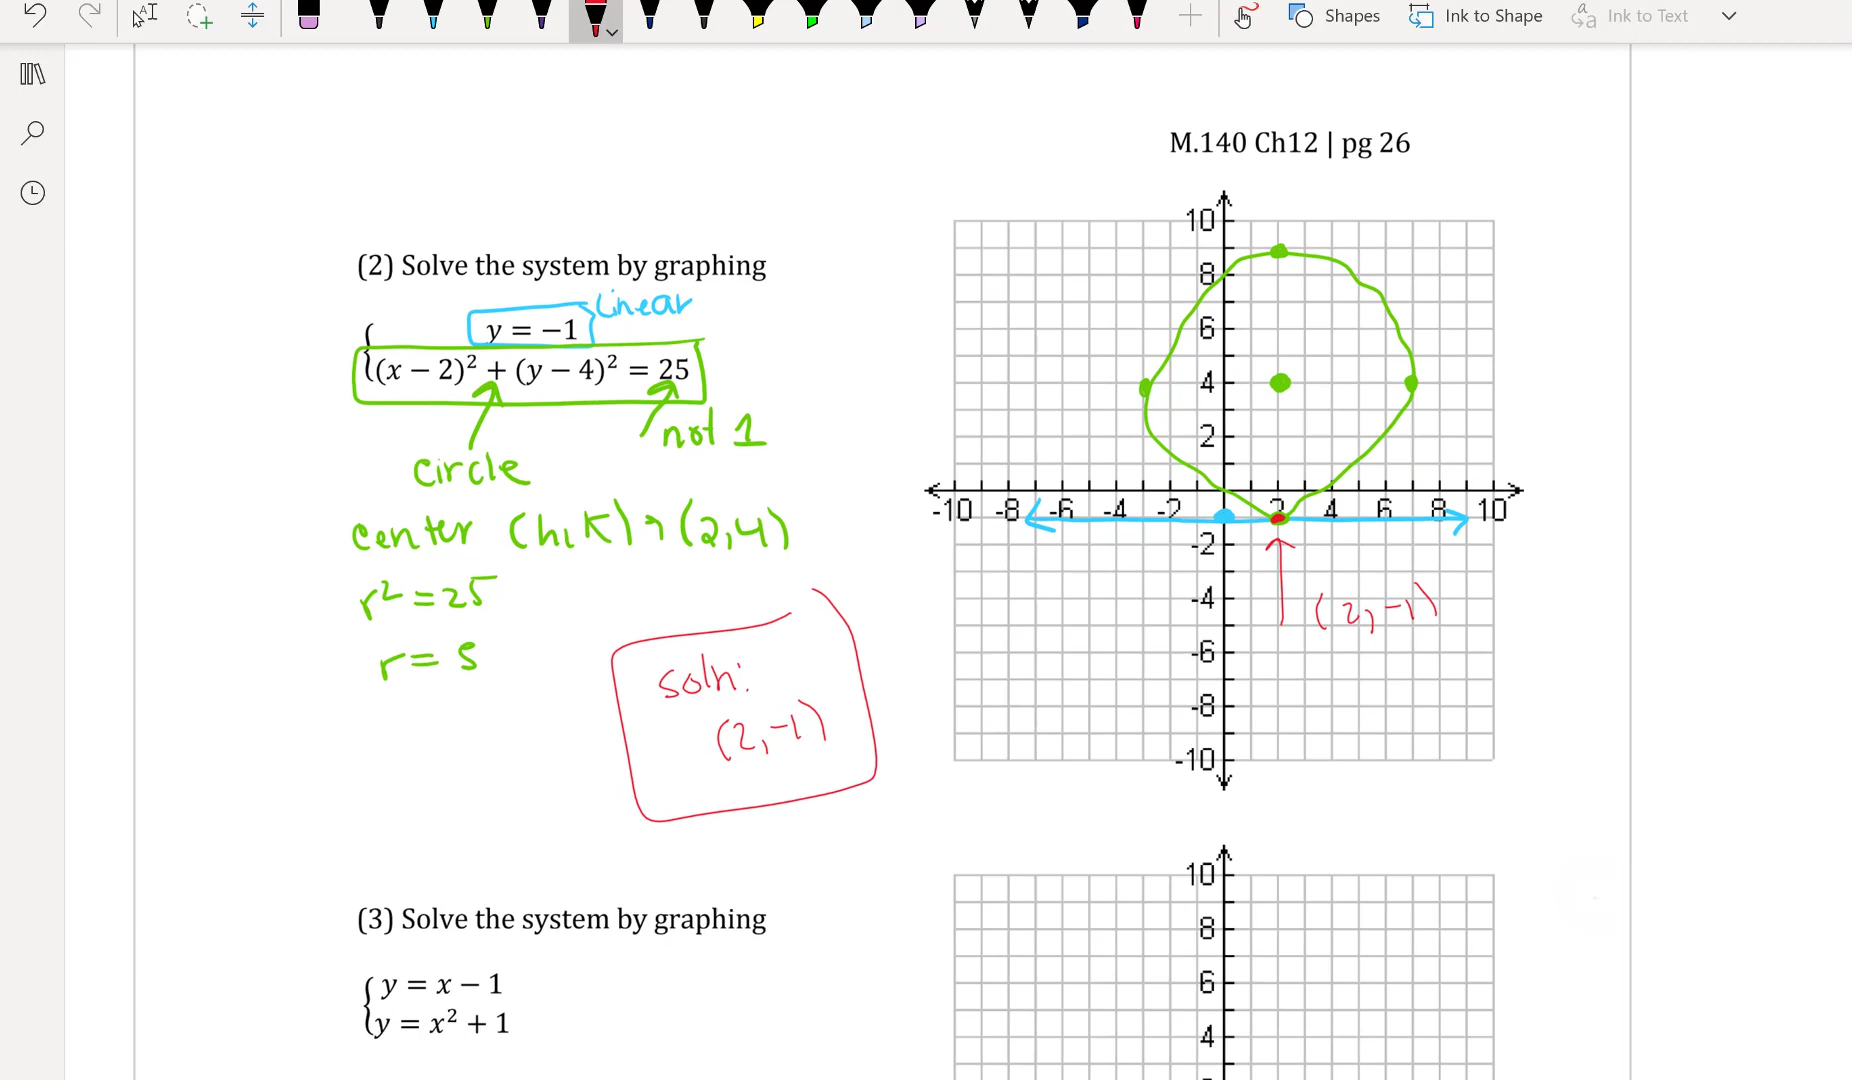 Shapes
Ink to Shape
Ink to Text
M.140 Ch12 | pg 26
(2) Solve the system by graphing
linear
y = −1
(x − 2)² + (y − 4)² = 25
not 1
circle
center (h,k) → (2,4)
r² = 25
r = 5
soln:
(2,-1)
10
8
6
4
2
-10 -8 -6 -4 -2 2 4 6 8 10
-2
-4
-6
-8
-10
(2,-1)
(3) Solve the system by graphing
y = x − 1
y = x² + 1
10
8
6
4